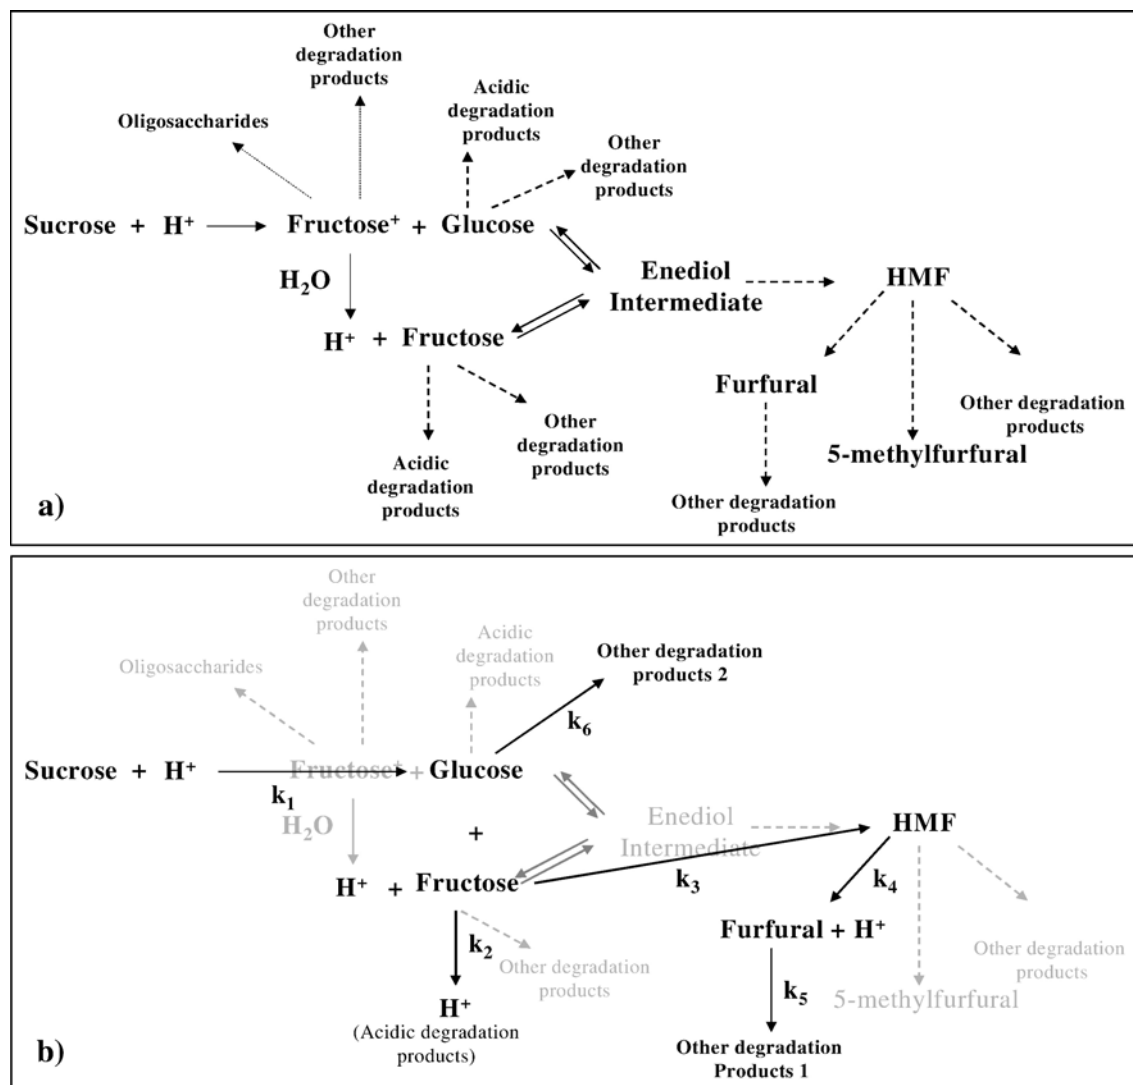 Other
degradation
products
Acidic
degradation
products
Oligosaccharides
Other
degradation
products
Sucrose + H⁺
Fructose⁺ + Glucose
H₂O
Enediol
Intermediate
HMF
H⁺ + Fructose
Furfural
Other degradation
products
5-methylfurfural
Other
degradation
products
Acidic
degradation
products
Other degradation
products
a)
Other
degradation
products
Acidic
degradation
products
Other degradation
products 2
Oligosaccharides
k₆
Sucrose + H⁺
Fructose⁺ + Glucose
k₁
H₂O
+
Enediol
Intermediate
HMF
H⁺ + Fructose
k₃
k₄
k₂
Furfural + H⁺
Other degradation
products
Other degradation
products
H⁺
(Acidic degradation
products)
k₅
5-methylfurfural
Other degradation
Products 1
b)